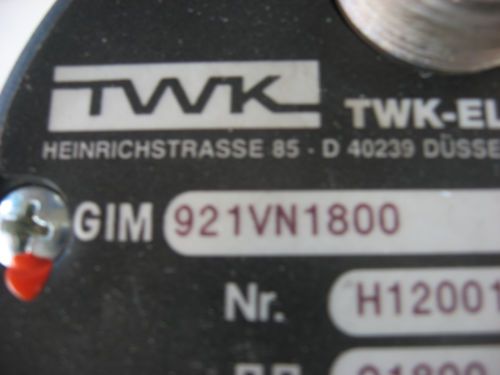 TWK TWK-EL
HEINRICHSTRASSE 85 - D 40239 DÜSSE
GIM 921VN1800
Nr. H12001